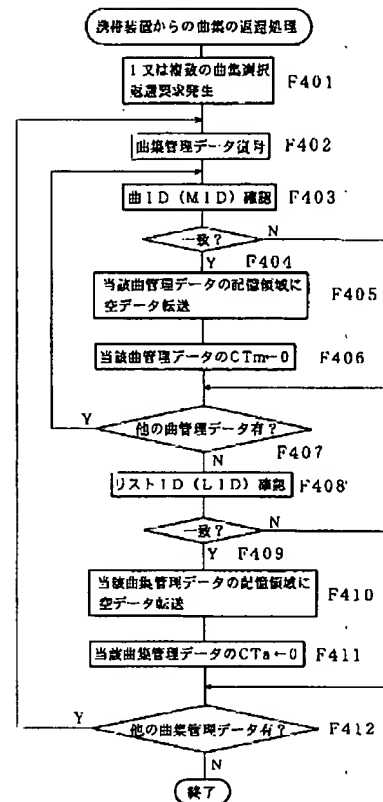 携帯装置からの曲集の返還処理
1又は複数の曲集選択
返還要求発生
F401
曲集管理データ復号 F402
曲ID(MID)確認 F403
一致? N
Y F404
当該曲管理データの記憶領域に
空データ転送
F405
当該曲管理データのCTm←0 F406
Y 他の曲管理データ有?
F407
N
リストID(LID)確認 F408
一致? N
Y F409
当該曲集管理データの記憶領域に
空データ転送
F410
当該曲集管理データのCTa←0 F411
Y 他の曲集管理データ有? F412
N
終了